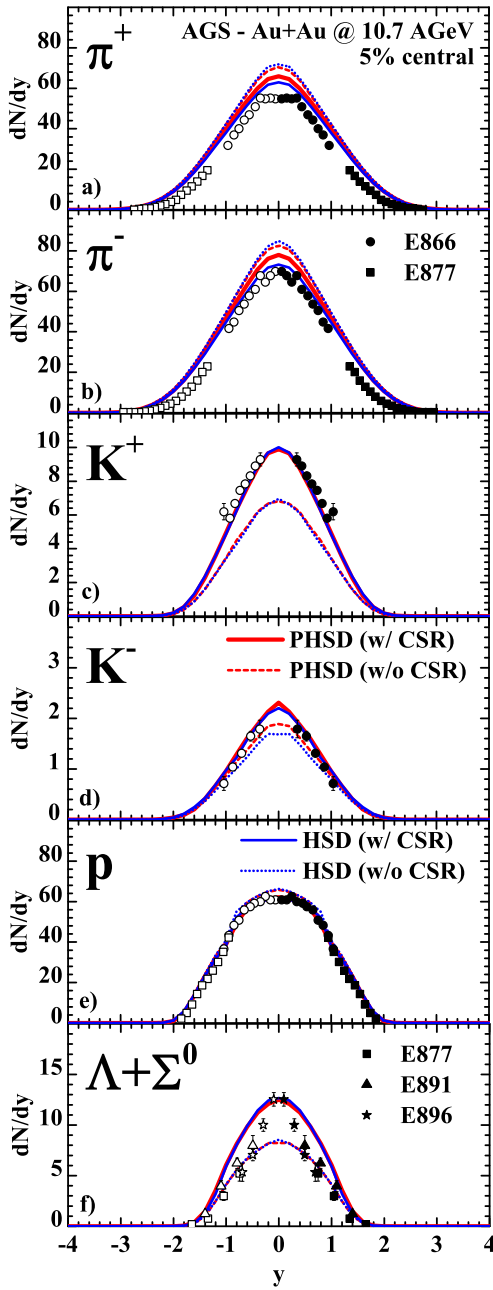 π+
AGS - Au+Au @ 10.7 AGeV
5% central
dN/dy
80
60
40
20
0
a)
π-
E866
E877
dN/dy
80
60
40
20
0
b)
K+
dN/dy
10
8
6
4
2
0
c)
K-
PHSD (w/ CSR)
PHSD (w/o CSR)
dN/dy
3
2
1
0
d)
p
HSD (w/ CSR)
HSD (w/o CSR)
dN/dy
80
60
40
20
0
e)
Λ+Σ0
E877
E891
E896
dN/dy
15
10
5
0
f)
-4 -3 -2 -1 0 1 2 3 4
y